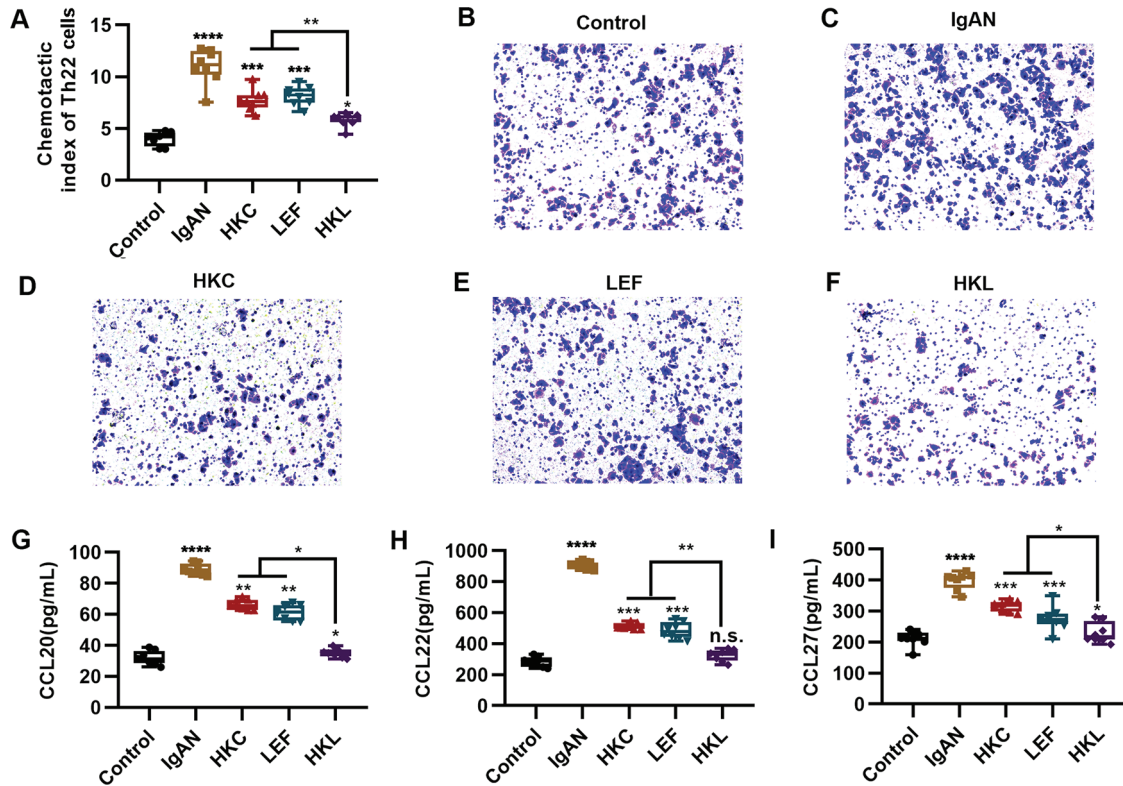 A
Chemotactic
index of Th22 cells
15
10
5
0
****
***
***
**
*
Control
IgAN
HKC
LEF
HKL
B
Control
C
IgAN
D
HKC
E
LEF
F
HKL
G
CCL20(pg/mL)
100
80
60
40
20
0
****
**
**
*
*
Control
IgAN
HKC
LEF
HKL
H
CCL22(pg/mL)
1000
800
600
400
200
0
****
***
***
**
n.s.
Control
IgAN
HKC
LEF
HKL
I
CCL27(pg/mL)
500
400
300
200
100
0
****
***
***
*
*
Control
IgAN
HKC
LEF
HKL